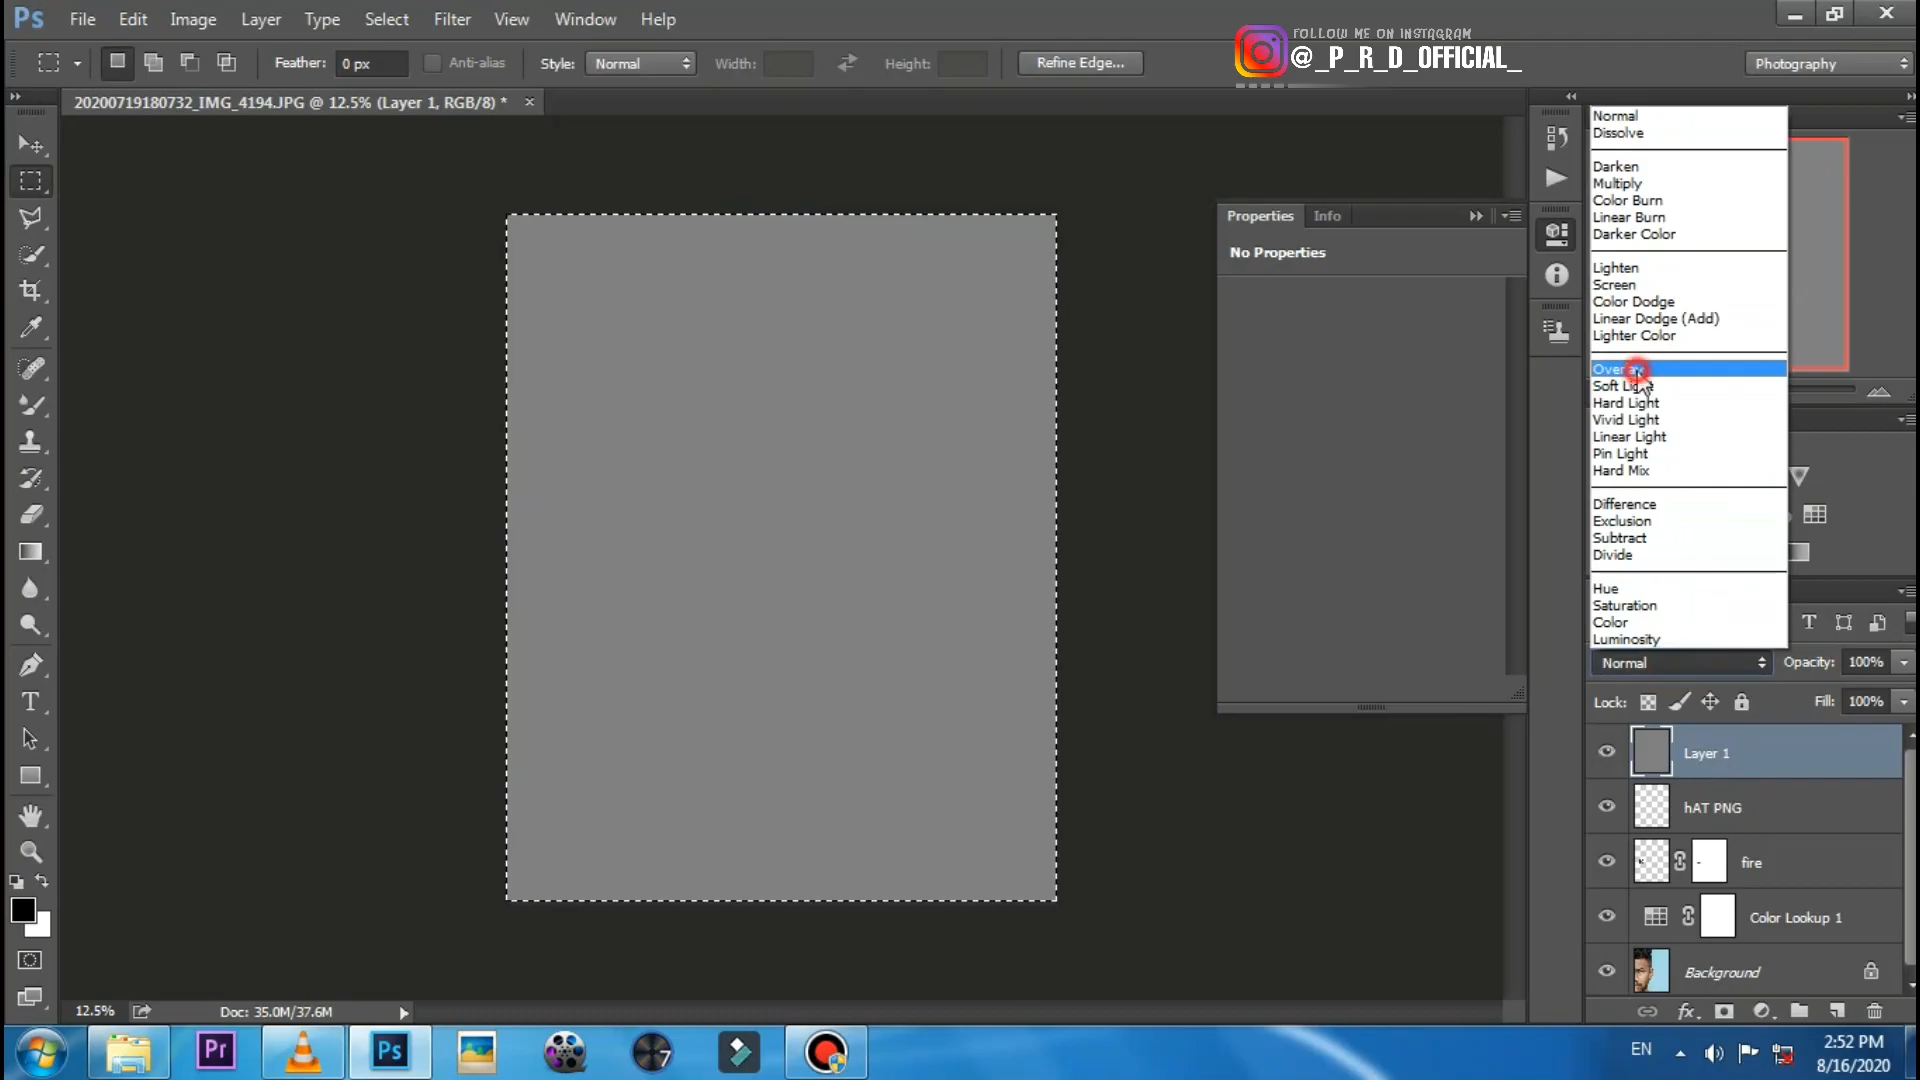 Ps File Edit Image Layer Type Select Filter View Window Help
FOLLOW ME ON INSTAGRAM
@_P_R_D_OFFICIAL_
Feather: 0 px Anti-alias Style: Normal Width: Height: Refine Edge... Photography
20200719180732_IMG_4194.JPG @ 12.5% (Layer 1, RGB/8) * ×
Normal
Dissolve
Darken
Multiply
Color Burn
Linear Burn
Darker Color
Lighten
Screen
Color Dodge
Linear Dodge (Add)
Lighter Color
Overlay
Soft Light
Hard Light
Vivid Light
Linear Light
Pin Light
Hard Mix
Difference
Exclusion
Subtract
Divide
Hue
Saturation
Color
Luminosity
Properties Info
No Properties
Normal Opacity: 100%
Lock: Fill: 100%
Layer 1
hAT PNG
fire
Color Lookup 1
Background
fx
12.5% Doc: 35.0M/37.6M
Pr Ps 7 EN 2:52 PM
8/16/2020